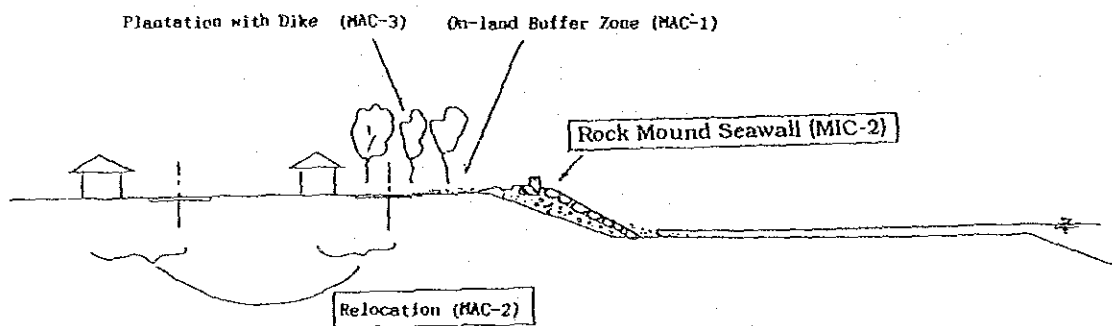 Plantation with Dike (MAC-3) On-land Buffer Zone (MAC-1)
Rock Mound Seawall (MIC-2)
Relocation (MAC-2)